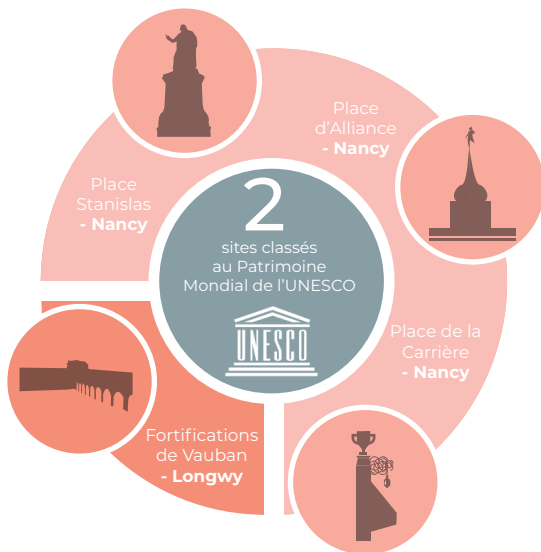 Place
d'Alliance
- Nancy
Place
Stanislas
- Nancy
2
sites classés
au Patrimoine
Mondial de l'UNESCO
UNESCO
Place de la
Carrière
- Nancy
Fortifications
de Vauban
- Longwy